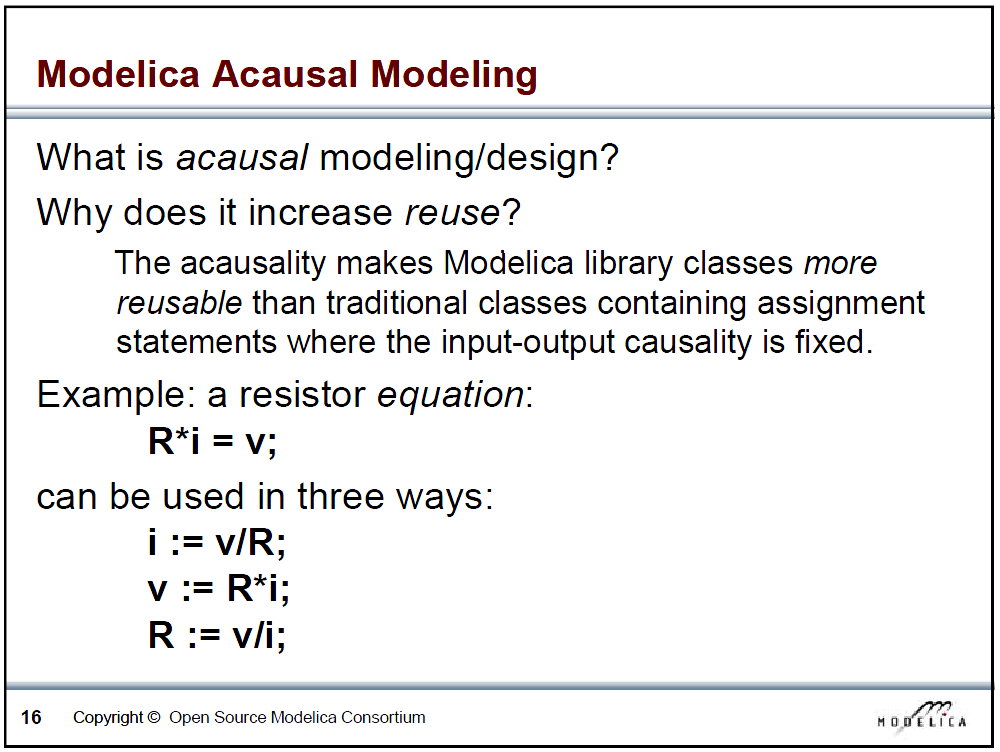 Modelica Acausal Modeling
What is acausal modeling/design?
Why does it increase reuse?
The acausality makes Modelica library classes more
reusable than traditional classes containing assignment
statements where the input-output causality is fixed.
Example: a resistor equation:
R*i = v;
can be used in three ways:
i := v/R;
v := R*i;
R := v/i;
16 Copyright © Open Source Modelica Consortium
MODELICA